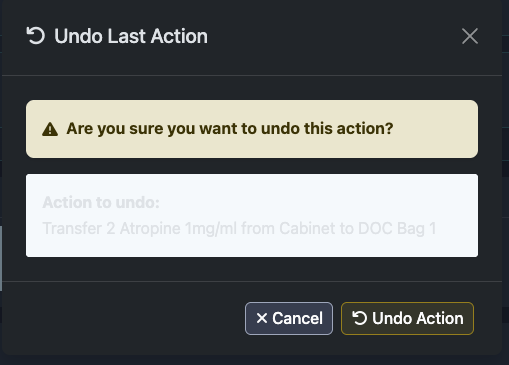 Undo Last Action
Are you sure you want to undo this action?
Action to undo:
Transfer 2 Atropine 1mg/ml from Cabinet to DOC Bag 1
Cancel
Undo Action